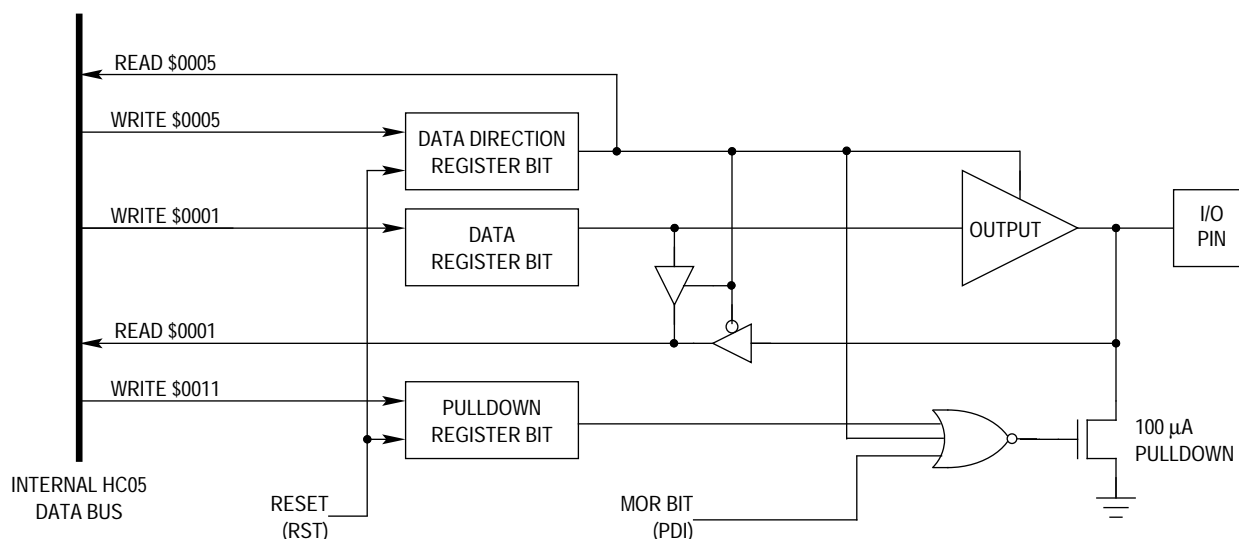 READ $0005
WRITE $0005
DATA DIRECTION
REGISTER BIT
WRITE $0001
DATA
REGISTER BIT
OUTPUT
I/O
PIN
READ $0001
WRITE $0011
PULLDOWN
REGISTER BIT
100 μA
PULLDOWN
INTERNAL HC05
DATA BUS
RESET
(RST)
MOR BIT
(PDI)